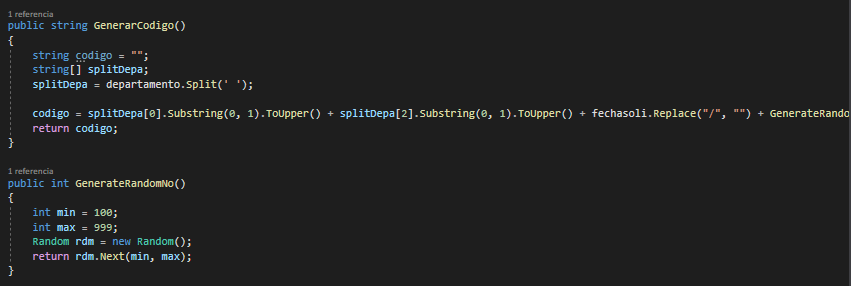 1 referencia
public string GenerarCodigo()
{
string codigo = "";
string[] splitDepa;
splitDepa = departamento.Split(' ');
codigo = splitDepa[0].Substring(0, 1).ToUpper() + splitDepa[2].Substring(0, 1).ToUpper() + fechasoli.Replace("/", "") + GenerateRando
return codigo;
}
1 referencia
public int GenerateRandomNo()
{
int min = 100;
int max = 999;
Random rdm = new Random();
return rdm.Next(min, max);
}